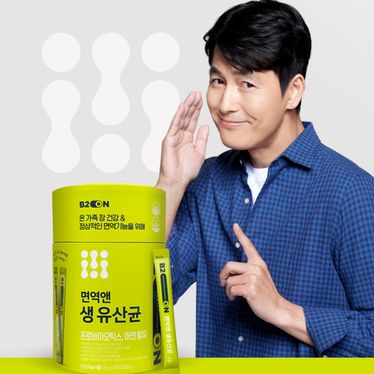 B2ON
온 가족 장 건강 &
정상적인 면역기능을 위해
면역앤
생 유산균
프로바이오틱스, 아연 함유
B2ON